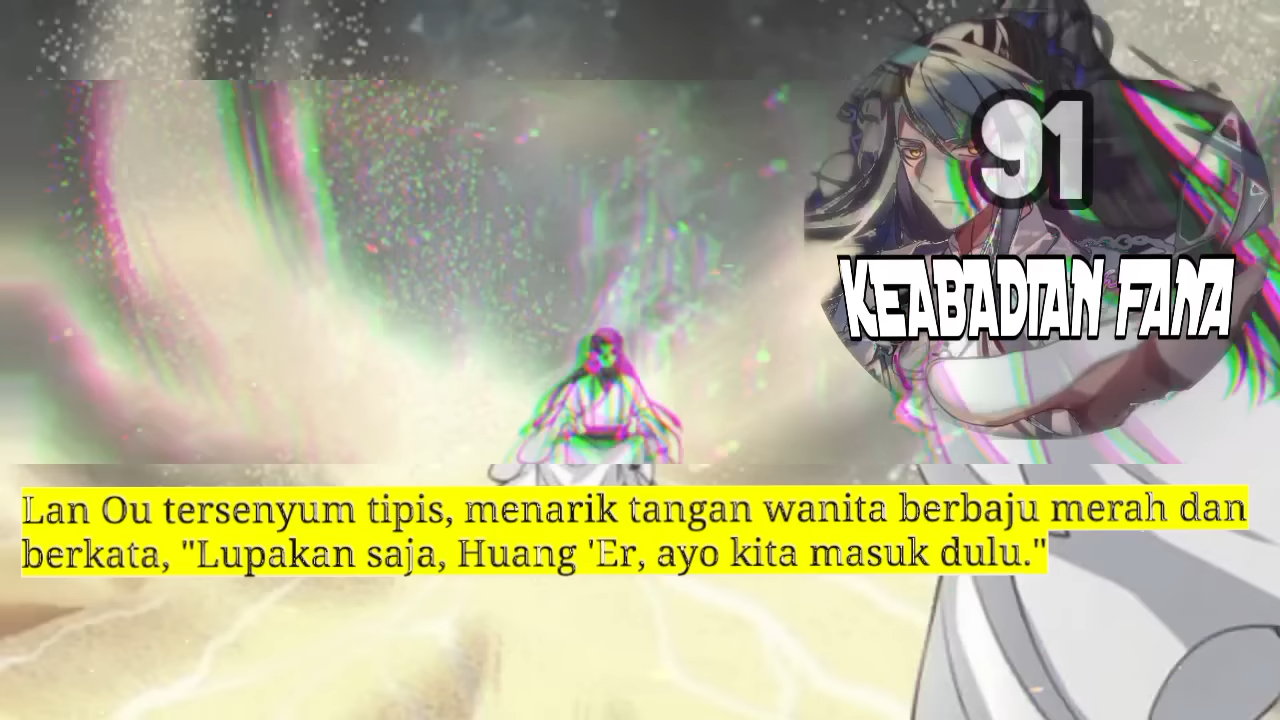 91
KEABADIAN FANA
Lan Ou tersenyum tipis, menarik tangan wanita berbaju merah dan
berkata, "Lupakan saja, Huang 'Er, ayo kita masuk dulu."